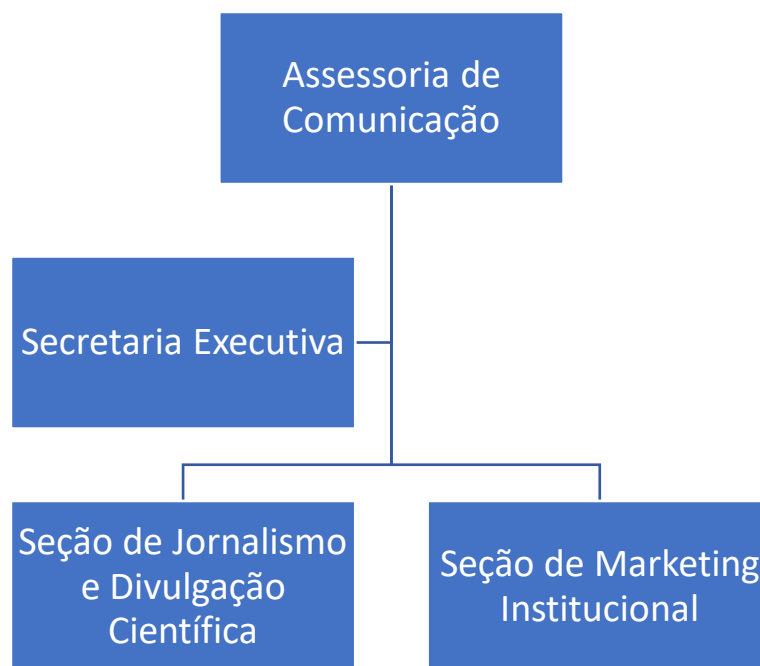 Assessoria de
Comunicação
Secretaria Executiva
Seção de Jornalismo
e Divulgação
Científica
Seção de Marketing
Institucional